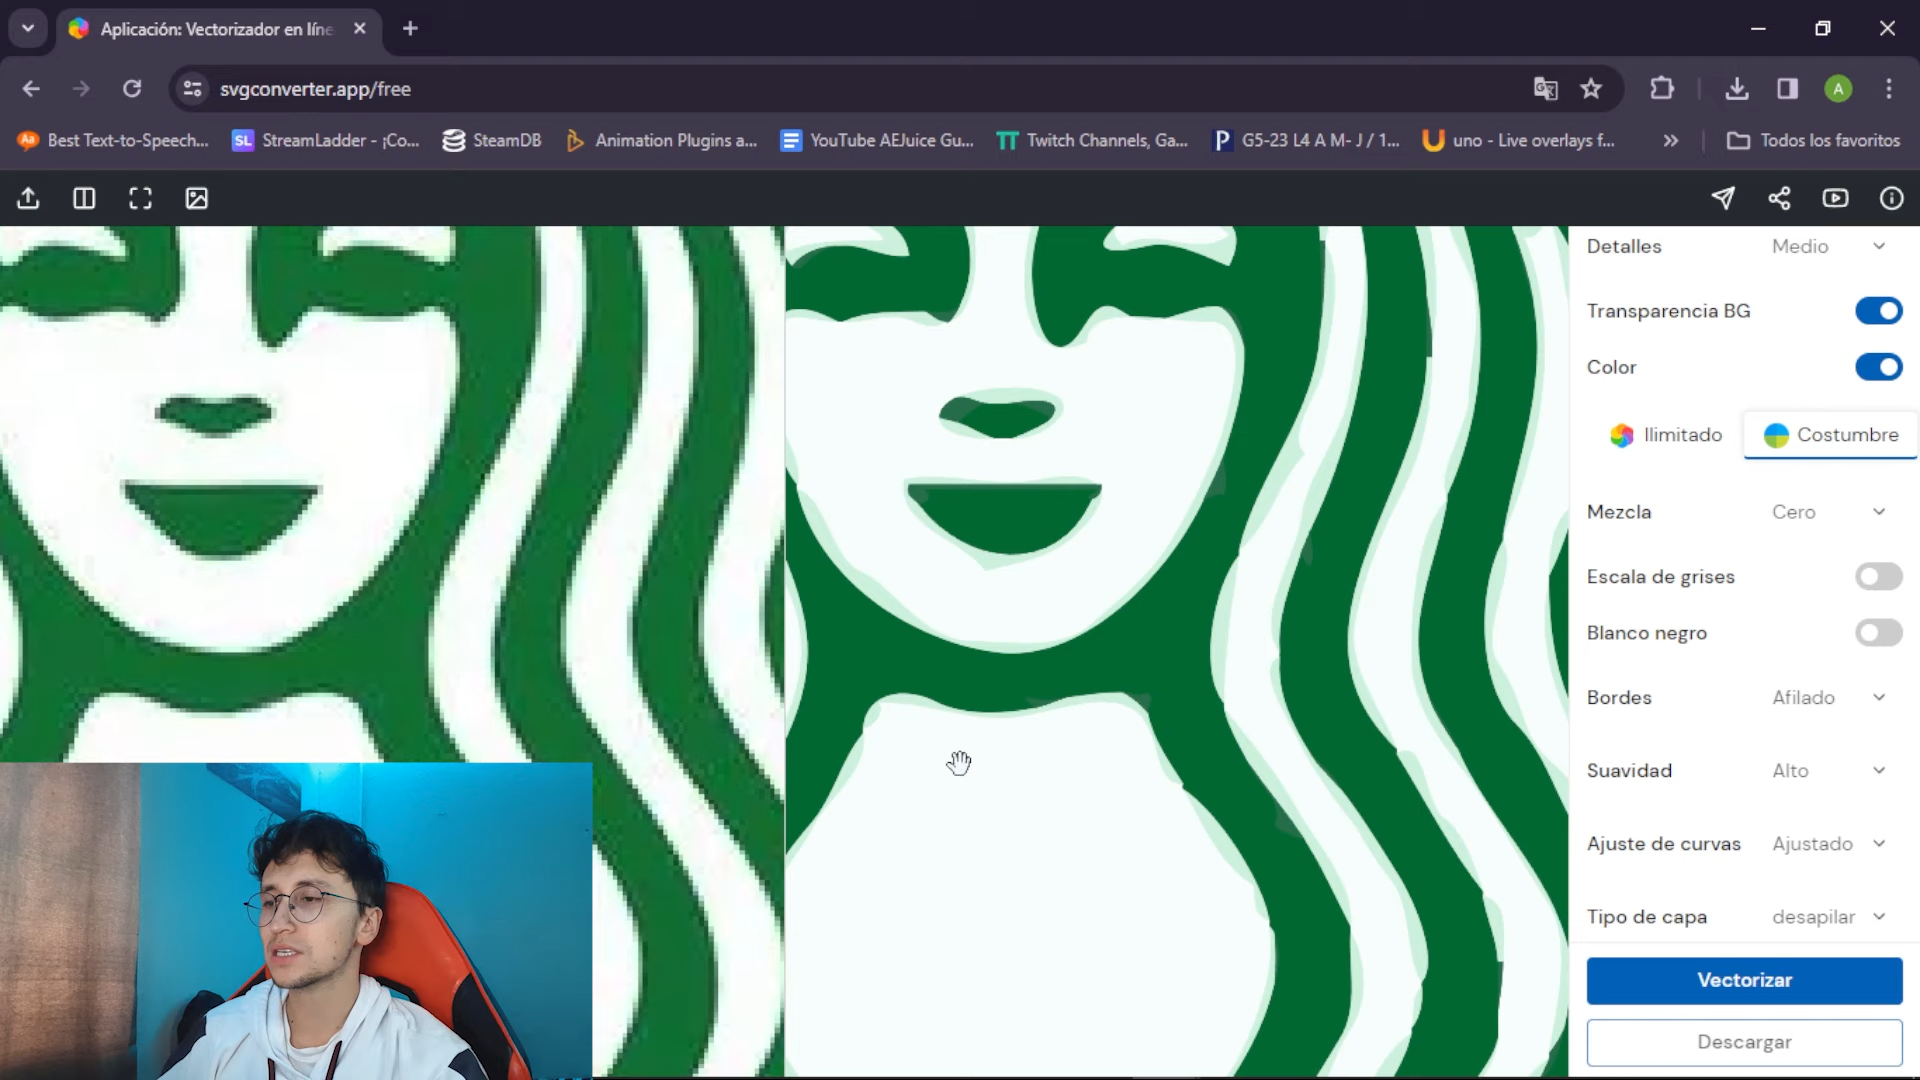 Aplicación: Vectorizador en líne
svgconverter.app/free
A
Aa Best Text-to-Speech...
SL StreamLadder - ¡Co...
SteamDB
Animation Plugins a...
YouTube AEJuice Gu...
Twitch Channels, Ga...
P G5-23 L4 A M- J / 1...
uno - Live overlays f...
Todos los favoritos
Detalles Medio
Transparencia BG
Color
Ilimitado Costumbre
Mezcla Cero
Escala de grises
Blanco negro
Bordes Afilado
Suavidad Alto
Ajuste de curvas Ajustado
Tipo de capa desapilar
Vectorizar
Descargar